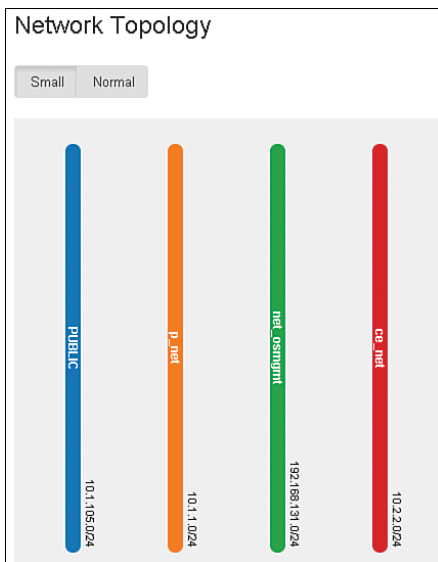 Network Topology
Small
Normal
PUBLIC
10.1.105.0/24
p_net
10.1.1.0/24
net_osmgmt
192.168.131.0/24
ce_net
10.2.2.0/24